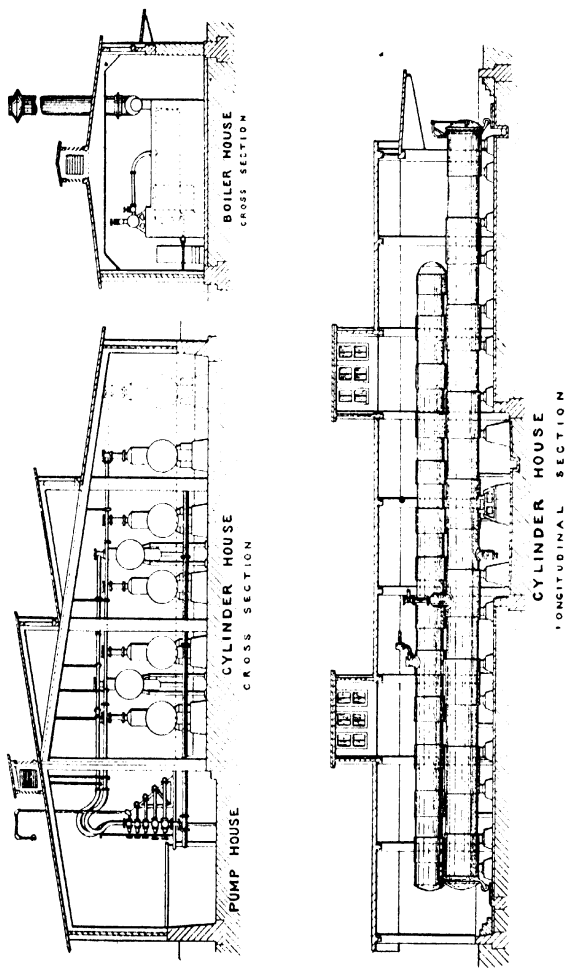 BOILER HOUSE
CROSS SECTION
CYLINDER HOUSE
CROSS SECTION
PUMP HOUSE
CYLINDER HOUSE
LONGITUDINAL SECTION